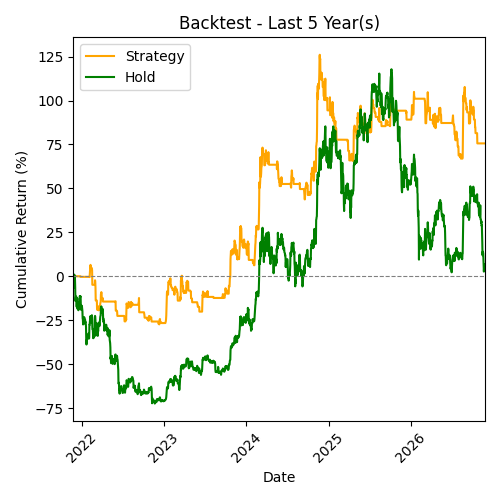 Backtest - Last 5 Year(s)
Strategy
Hold
Cumulative Return (%)
125
100
75
50
25
0
−25
−50
−75
2022
2023
2024
2025
2026
Date